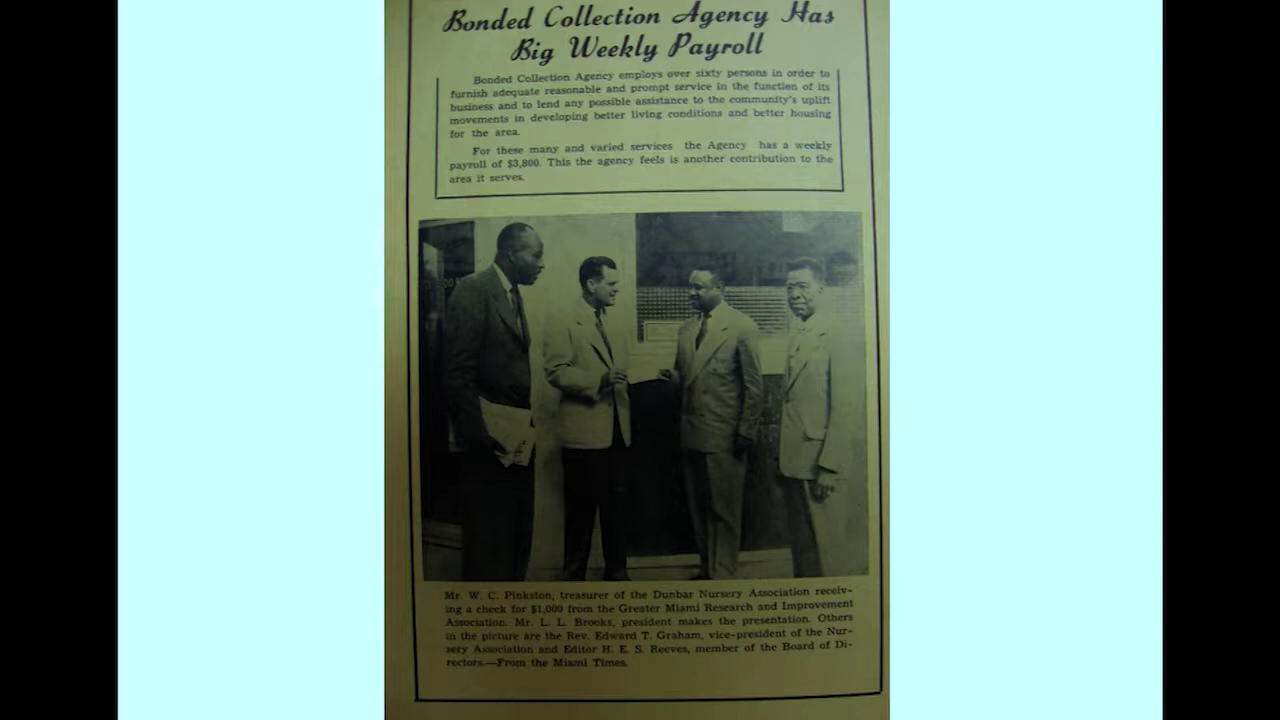 Bonded Collection Agency Has
Big Weekly Payroll
Bonded Collection Agency employs over sixty persons in order to
furnish adequate reasonable and prompt service in the function of its
business and to lend any possible assistance to the community's uplift
movements in developing better living conditions and better housing
for the area.
For these many and varied services the Agency has a weekly
payroll of $3,800. This the agency feels is another contribution to the
area it serves.
Mr. W. C. Pinkston, treasurer of the Dunbar Nursery Association receiv-
ing a check for $1,000 from the Greater Miami Research and Improvement
Association. Mr. L. L. Brooks, president makes the presentation. Others
in the picture are the Rev. Edward T. Graham, vice-president of the Nur-
sery Association and Editor H. E. S. Reeves, member of the Board of Di-
rectors.—From the Miami Times.